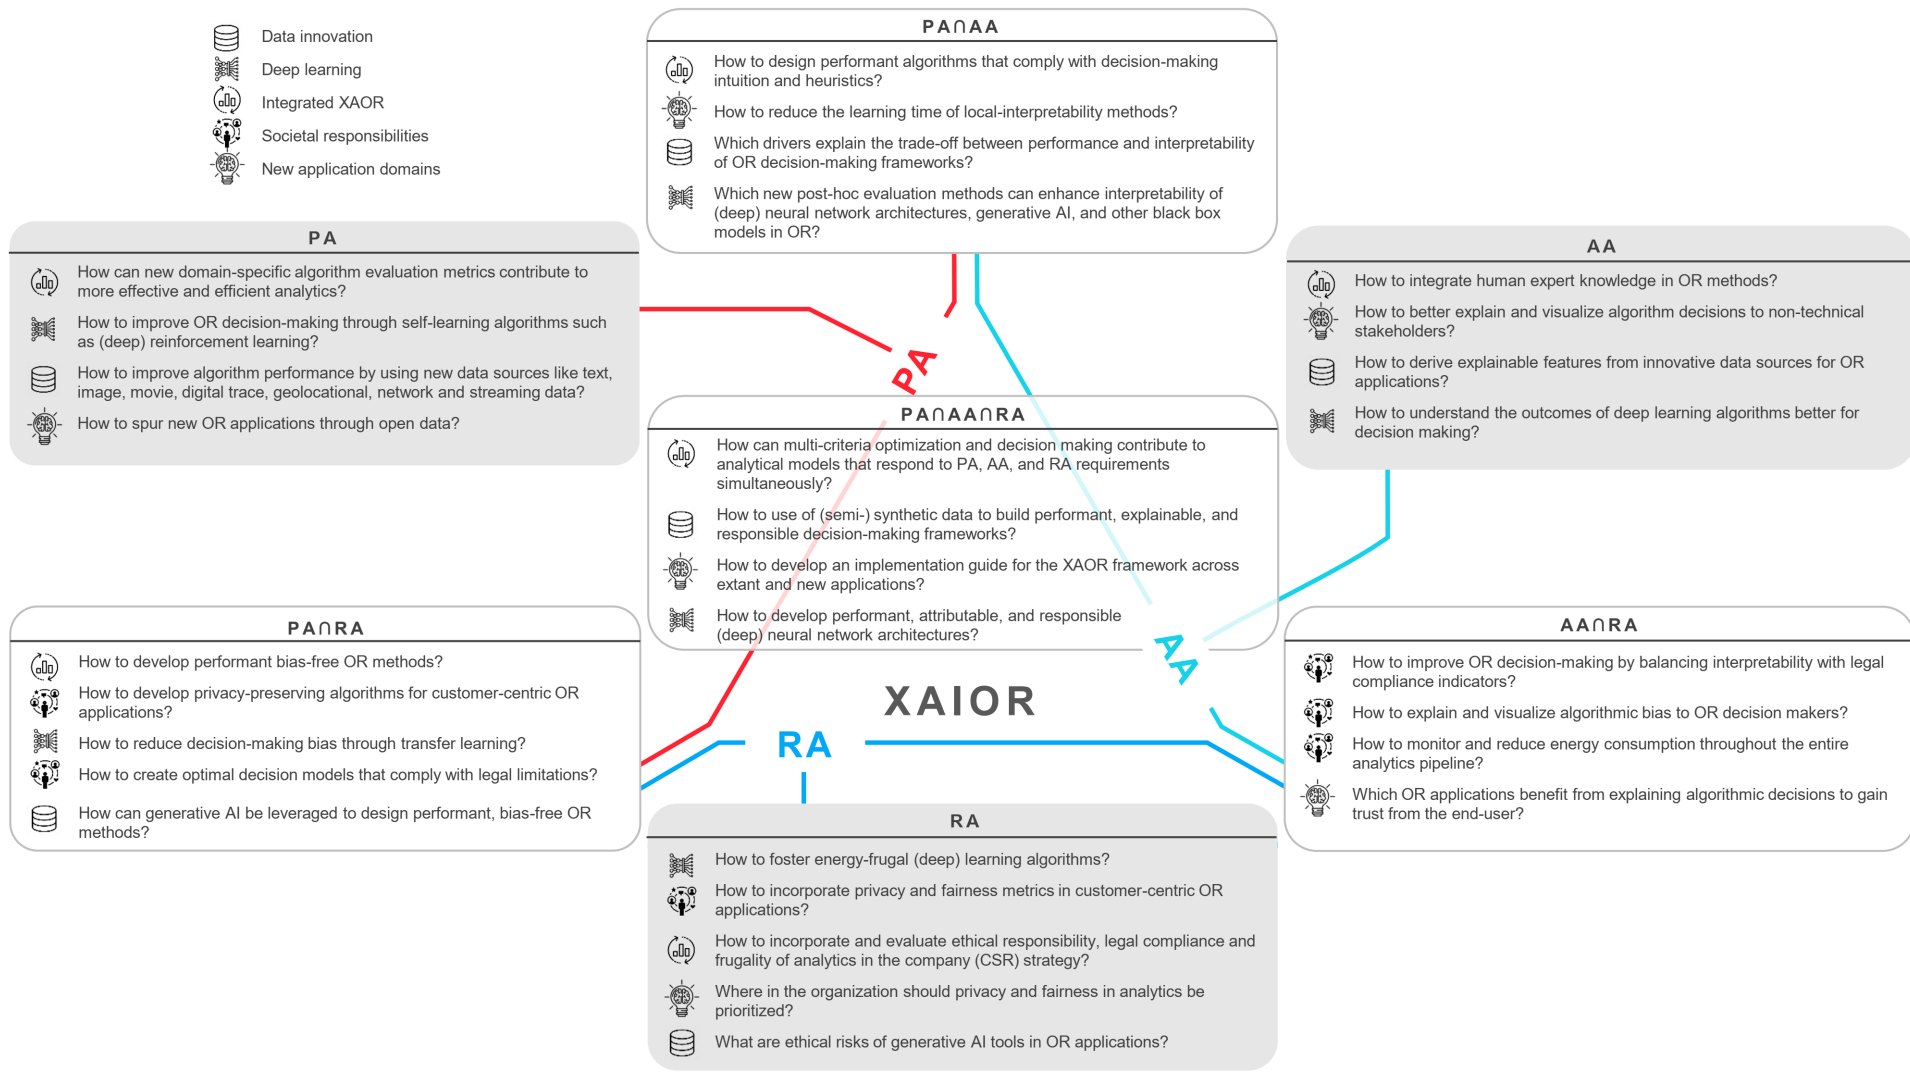 Data innovation
Deep learning
Integrated XAOR
Societal responsibilities
New application domains
PA∩AA
How to design performant algorithms that comply with decision-making
intuition and heuristics?
How to reduce the learning time of local-interpretability methods?
Which drivers explain the trade-off between performance and interpretability
of OR decision-making frameworks?
Which new post-hoc evaluation methods can enhance interpretability of
(deep) neural network architectures, generative AI, and other black box
models in OR?
PA
How can new domain-specific algorithm evaluation metrics contribute to
more effective and efficient analytics?
How to improve OR decision-making through self-learning algorithms such
as (deep) reinforcement learning?
How to improve algorithm performance by using new data sources like text,
image, movie, digital trace, geolocational, network and streaming data?
How to spur new OR applications through open data?
AA
How to integrate human expert knowledge in OR methods?
How to better explain and visualize algorithm decisions to non-technical
stakeholders?
How to derive explainable features from innovative data sources for OR
applications?
How to understand the outcomes of deep learning algorithms better for
decision making?
PA
PA∩AA∩RA
How can multi-criteria optimization and decision making contribute to
analytical models that respond to PA, AA, and RA requirements
simultaneously?
How to use of (semi-) synthetic data to build performant, explainable, and
responsible decision-making frameworks?
How to develop an implementation guide for the XAOR framework across
extant and new applications?
How to develop performant, attributable, and responsible
(deep) neural network architectures?
PA∩RA
How to develop performant bias-free OR methods?
How to develop privacy-preserving algorithms for customer-centric OR
applications?
How to reduce decision-making bias through transfer learning?
How to create optimal decision models that comply with legal limitations?
How can generative AI be leveraged to design performant, bias-free OR
methods?
AA
XAIOR
RA
AA∩RA
How to improve OR decision-making by balancing interpretability with legal
compliance indicators?
How to explain and visualize algorithmic bias to OR decision makers?
How to monitor and reduce energy consumption throughout the entire
analytics pipeline?
Which OR applications benefit from explaining algorithmic decisions to gain
trust from the end-user?
RA
How to foster energy-frugal (deep) learning algorithms?
How to incorporate privacy and fairness metrics in customer-centric OR
applications?
How to incorporate and evaluate ethical responsibility, legal compliance and
frugality of analytics in the company (CSR) strategy?
Where in the organization should privacy and fairness in analytics be
prioritized?
What are ethical risks of generative AI tools in OR applications?